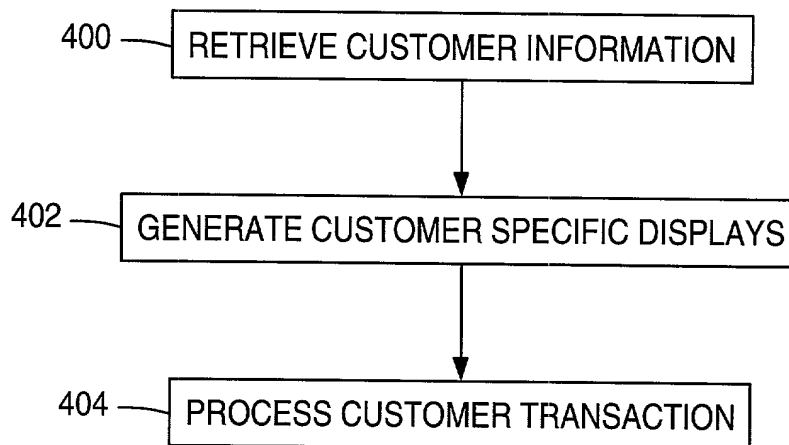 400 RETRIEVE CUSTOMER INFORMATION
402 GENERATE CUSTOMER SPECIFIC DISPLAYS
404 PROCESS CUSTOMER TRANSACTION